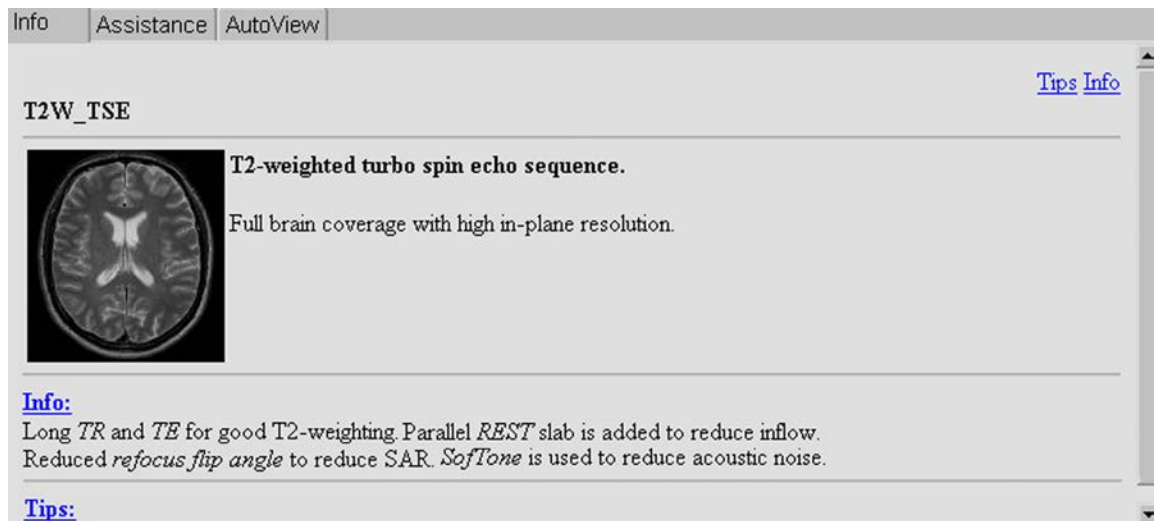 Info Assistance AutoView
Tips Info
T2W_TSE
T2-weighted turbo spin echo sequence.
Full brain coverage with high in-plane resolution.
Info:
Long TR and TE for good T2-weighting. Parallel REST slab is added to reduce inflow.
Reduced refocus flip angle to reduce SAR. SofTone is used to reduce acoustic noise.
Tips: